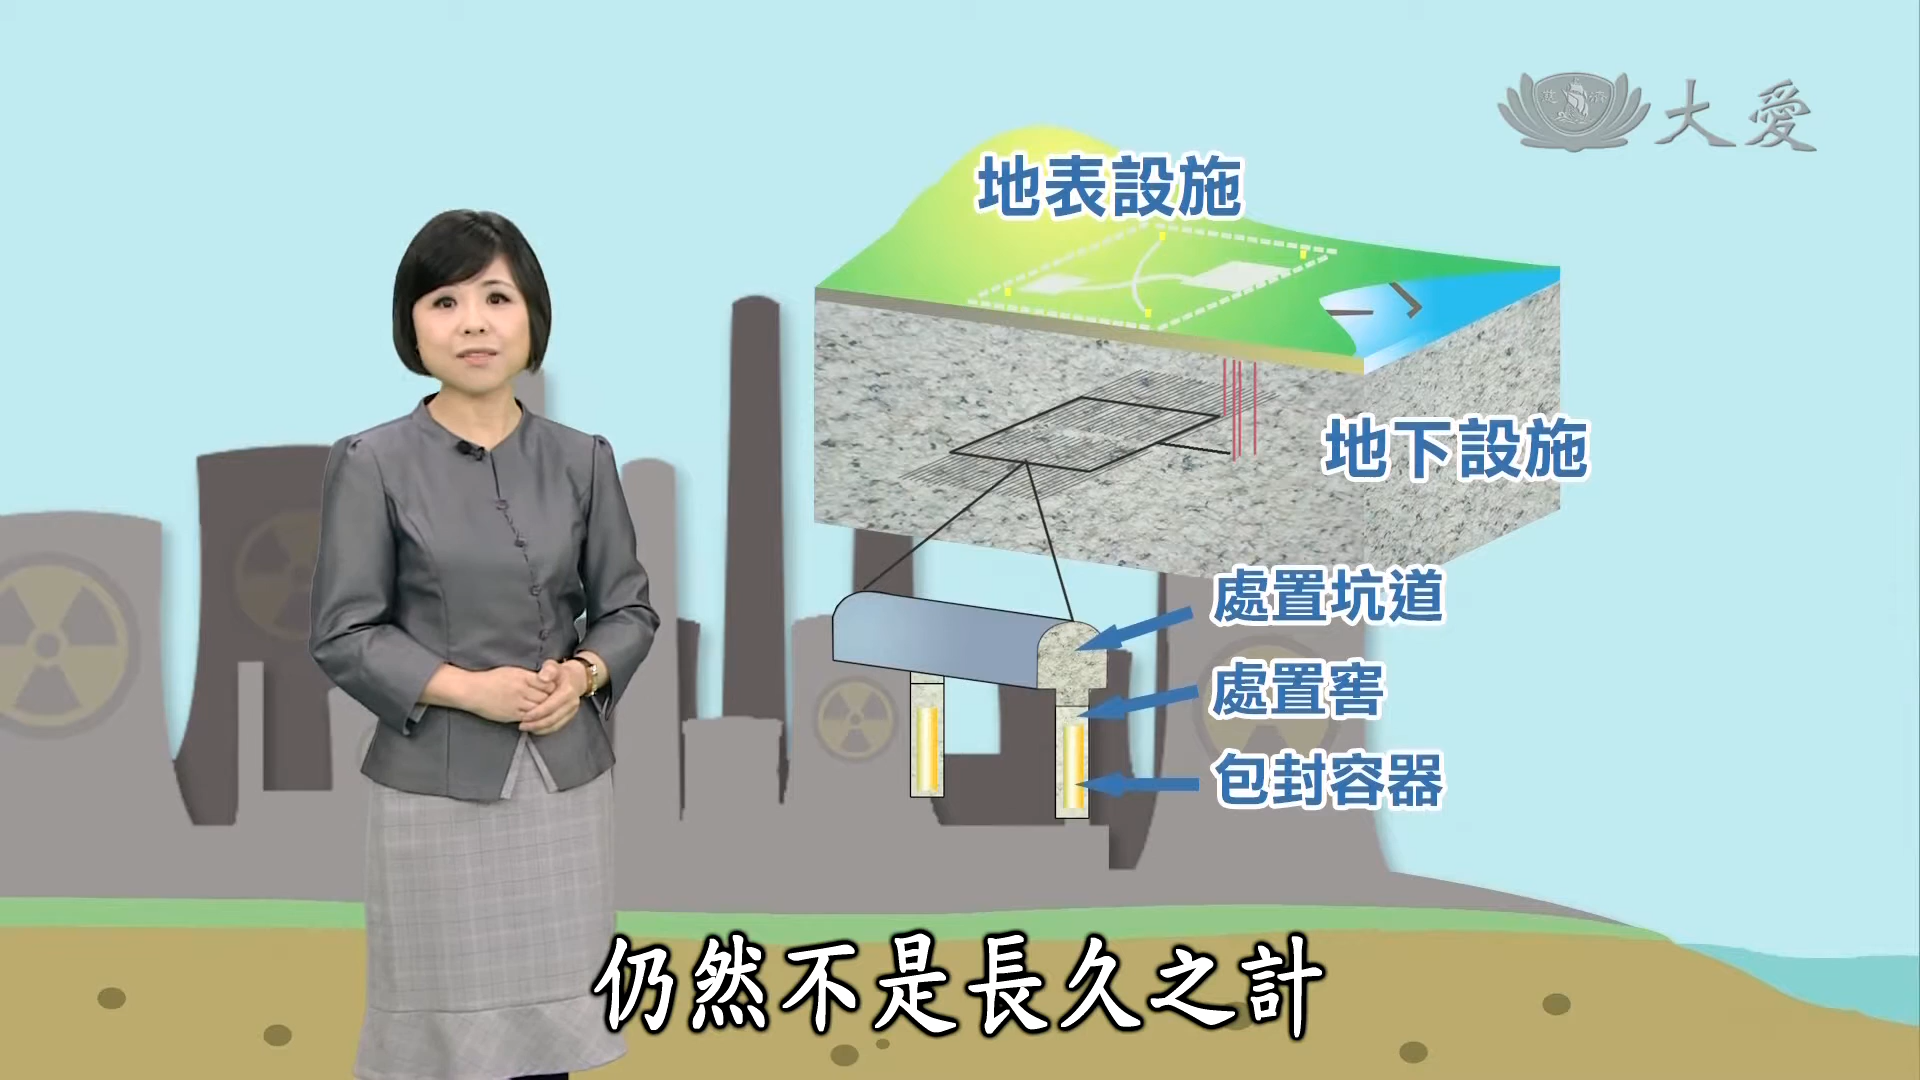 大愛
地表設施
地下設施
處置坑道
處置窖
包封容器
仍然不是長久之計